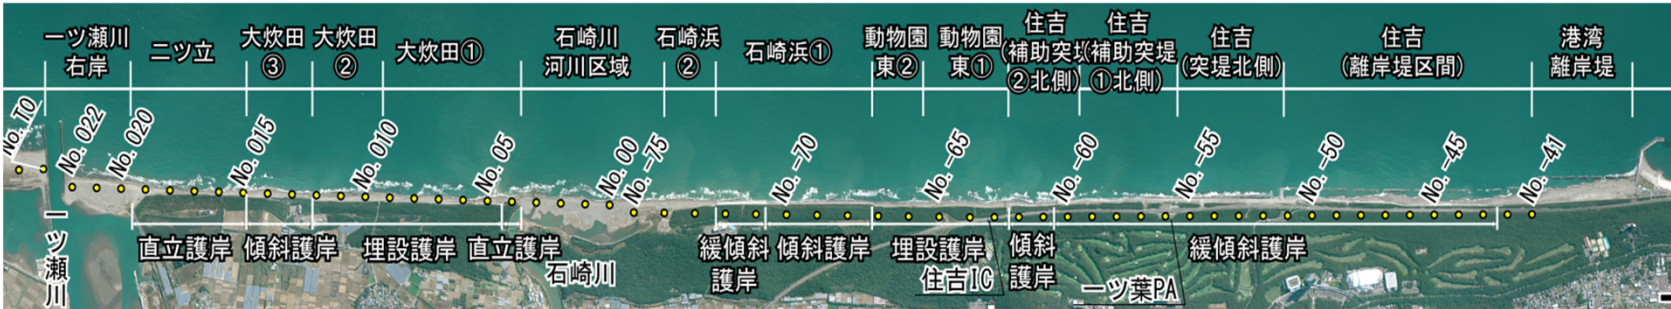 一ツ瀬川
右岸
二ツ立
大炊田
③
大炊田
②
大炊田①
石崎川
河川区域
石崎浜
②
石崎浜①
動物園
東②
動物園
東①
住吉
(補助突堤
②北側)
住吉
(補助突堤
①北側)
住吉
(突堤北側)
住吉
(離岸堤区間)
港湾
離岸堤
No. T0
No. 022
No. 020
No. 015
No. 010
No. 05
No. 00
No. -75
No. -70
No. -65
No. -60
No. -55
No. -50
No. -45
No. -41
一ツ瀬川
直立護岸
傾斜護岸
埋設護岸
直立護岸
石崎川
緩傾斜
護岸
傾斜護岸
埋設護岸
住吉IC
傾斜
護岸
一ツ葉PA
緩傾斜護岸